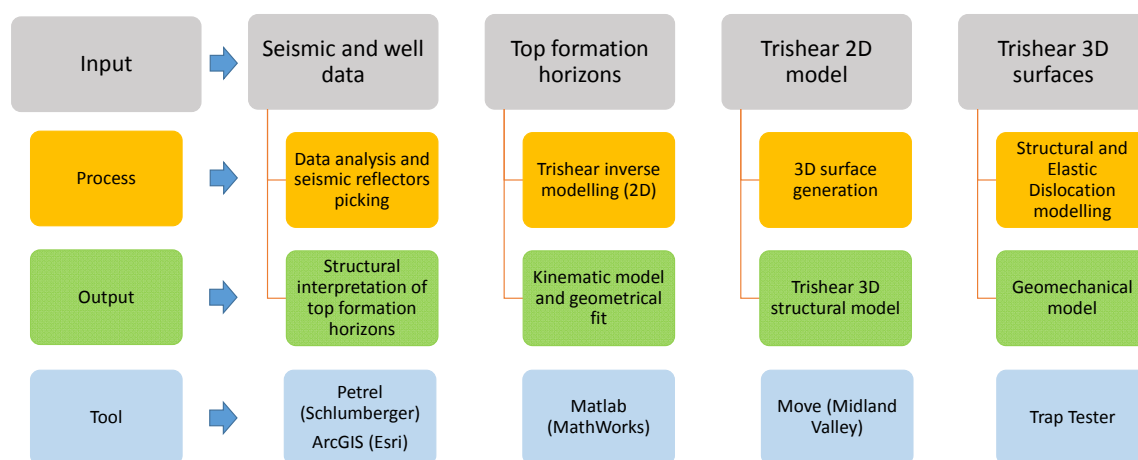 Input
Seismic and well
data
Top formation
horizons
Trishear 2D
model
Trishear 3D
surfaces
Process
Data analysis and
seismic reflectors
picking
Trishear inverse
modelling (2D)
3D surface
generation
Structural and
Elastic
Dislocation
modelling
Output
Structural
interpretation of
top formation
horizons
Kinematic model
and geometrical
fit
Trishear 3D
structural model
Geomechanical
model
Tool
Petrel
(Schlumberger)
ArcGIS (Esri)
Matlab
(MathWorks)
Move (Midland
Valley)
Trap Tester